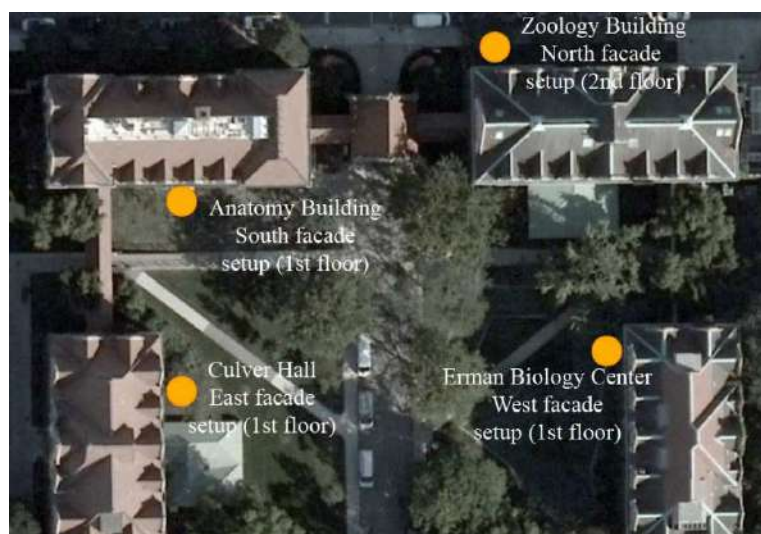 Zoology Building
North facade
setup (2nd floor)
Anatomy Building
South facade
setup (1st floor)
Culver Hall
East facade
setup (1st floor)
Erman Biology Center
West facade
setup (1st floor)